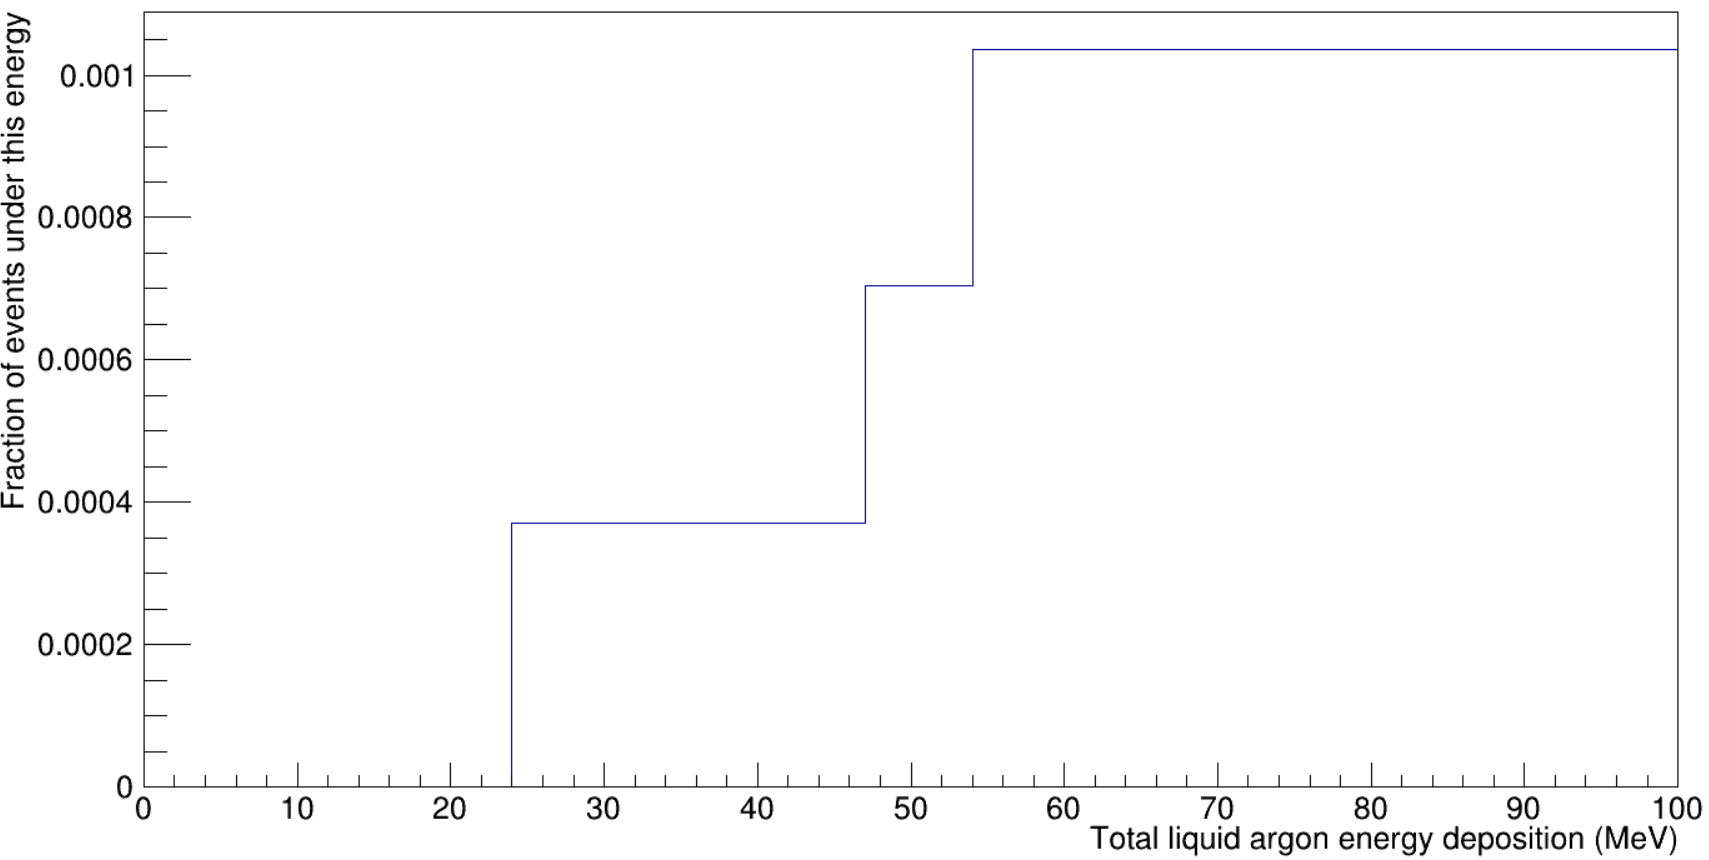 Fraction of events under this energy
0.001
0.0008
0.0006
0.0004
0.0002
0
0 10 20 30 40 50 60 70 80 90 100
Total liquid argon energy deposition (MeV)